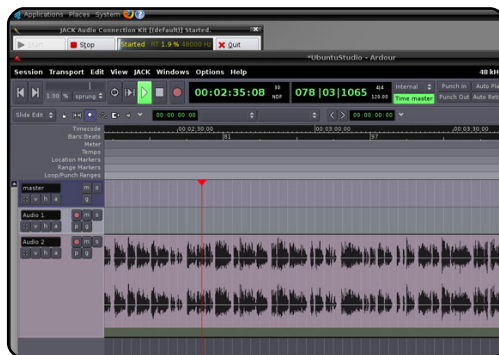 Applications Places System
JACK Audio Connection Kit [(default)] Started.
Start Stop Started RT 1.9 % 48000 Hz Quit
*UbuntuStudio - Ardour
Session Transport Edit View JACK Windows Options Help 48 kH
1.00 % sprung 00:02:35:08 30 NDF 078|03|1065 4/4 120.00 Internal Punch In Auto Pla
Time master Punch Out Auto Retu
Slide Edit 00:00:00:00 00:00:00:00
Timecode 00:02:30:00 00:03:00:00 00:03:30:00
Bars:Beats 81 97
Meter
Tempo
Location Markers
Range Markers
Loop/Punch Ranges
master m s
v h a g
Audio 1 m s
v h a p g
Audio 2 m s
v h a p g